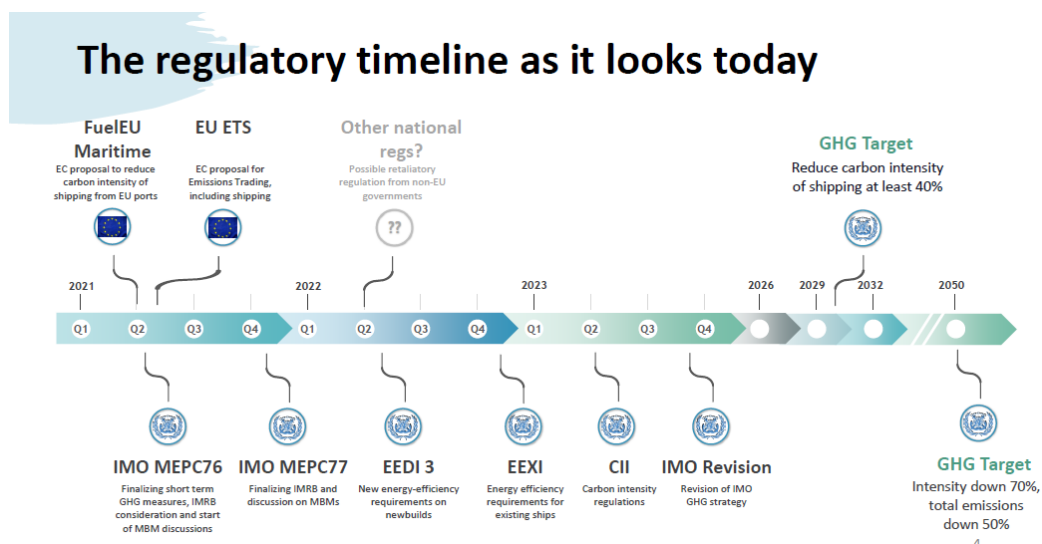 The regulatory timeline as it looks today
FuelEU
Maritime
EC proposal to reduce
carbon intensity of
shipping from EU ports
EU ETS
EC proposal for
Emissions Trading,
including shipping
Other national
regs?
Possible retaliatory
regulation from non-EU
governments
??
GHG Target
Reduce carbon intensity
of shipping at least 40%
2021
2022
2023
2026
2029
2032
2050
Q1
Q2
Q3
Q4
Q1
Q2
Q3
Q4
Q1
Q2
Q3
Q4
IMO MEPC76
Finalizing short term
GHG measures, IMRB
consideration and start
of MBM discussions
IMO MEPC77
Finalizing IMRB and
discussion on MBMs
EEDI 3
New energy-efficiency
requirements on
newbuilds
EEXI
Energy efficiency
requirements for
existing ships
CII
Carbon intensity
regulations
IMO Revision
Revision of IMO
GHG strategy
GHG Target
Intensity down 70%,
total emissions
down 50%